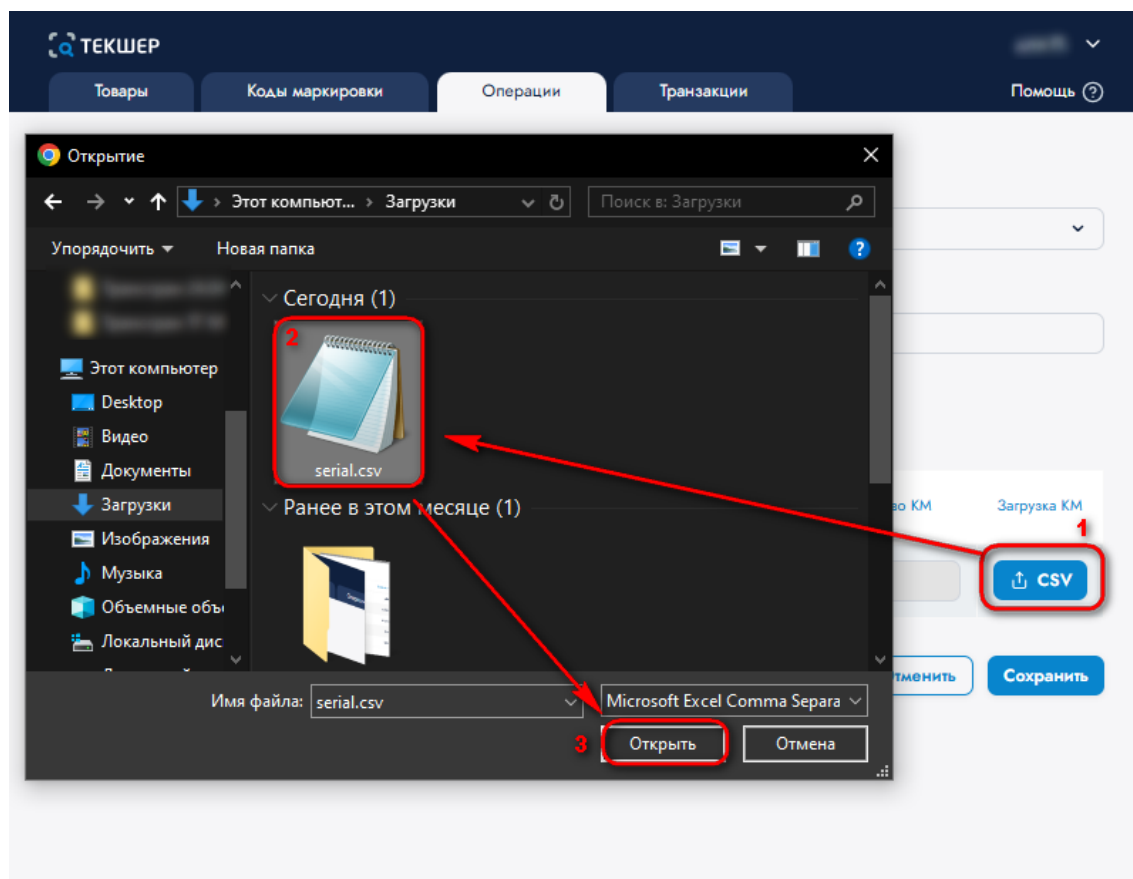 ТЕКШЕР
Товары
Коды маркировки
Операции
Транзакции
Помощь
Открытие
Этот компьют... › Загрузки
Поиск в: Загрузки
Упорядочить
Новая папка
Сегодня (1)
2
serial.csv
Ранее в этом месяце (1)
Этот компьютер
Desktop
Видео
Документы
Загрузки
Изображения
Музыка
Объемные объ
Локальный дис
во КМ
Загрузка КМ
1
CSV
Имя файла: serial.csv
Microsoft Excel Comma Separa
3
Открыть
Отмена
тменить
Сохранить